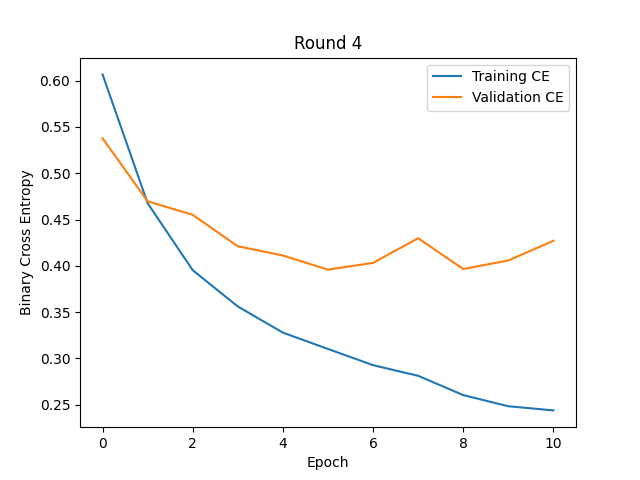 Round 4
Training CE
Validation CE
Binary Cross Entropy
0.60
0.55
0.50
0.45
0.40
0.35
0.30
0.25
0 2 4 6 8 10
Epoch